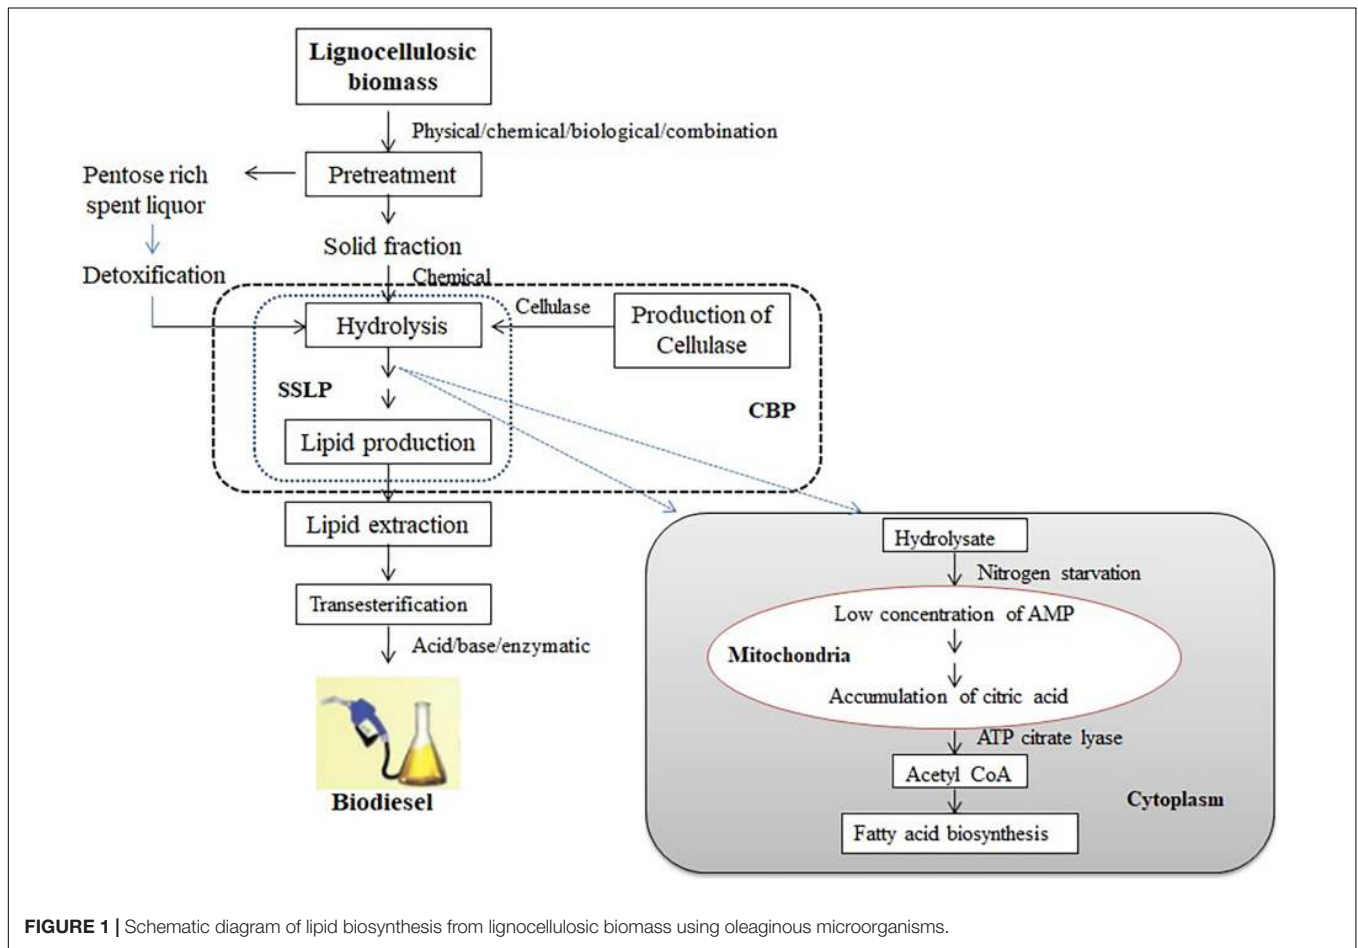 Lignocellulosic
biomass
Physical/chemical/biological/combination
Pretreatment
Pentose rich
spent liquor
Solid fraction
Detoxification
Chemical
Hydrolysis
Cellulase
Production of
Cellulase
SSLP
CBP
Lipid production
Lipid extraction
Transesterification
Acid/base/enzymatic
Biodiesel
Hydrolysate
Nitrogen starvation
Low concentration of AMP
Mitochondria
Accumulation of citric acid
ATP citrate lyase
Acetyl CoA
Cytoplasm
Fatty acid biosynthesis
FIGURE 1 | Schematic diagram of lipid biosynthesis from lignocellulosic biomass using oleaginous microorganisms.